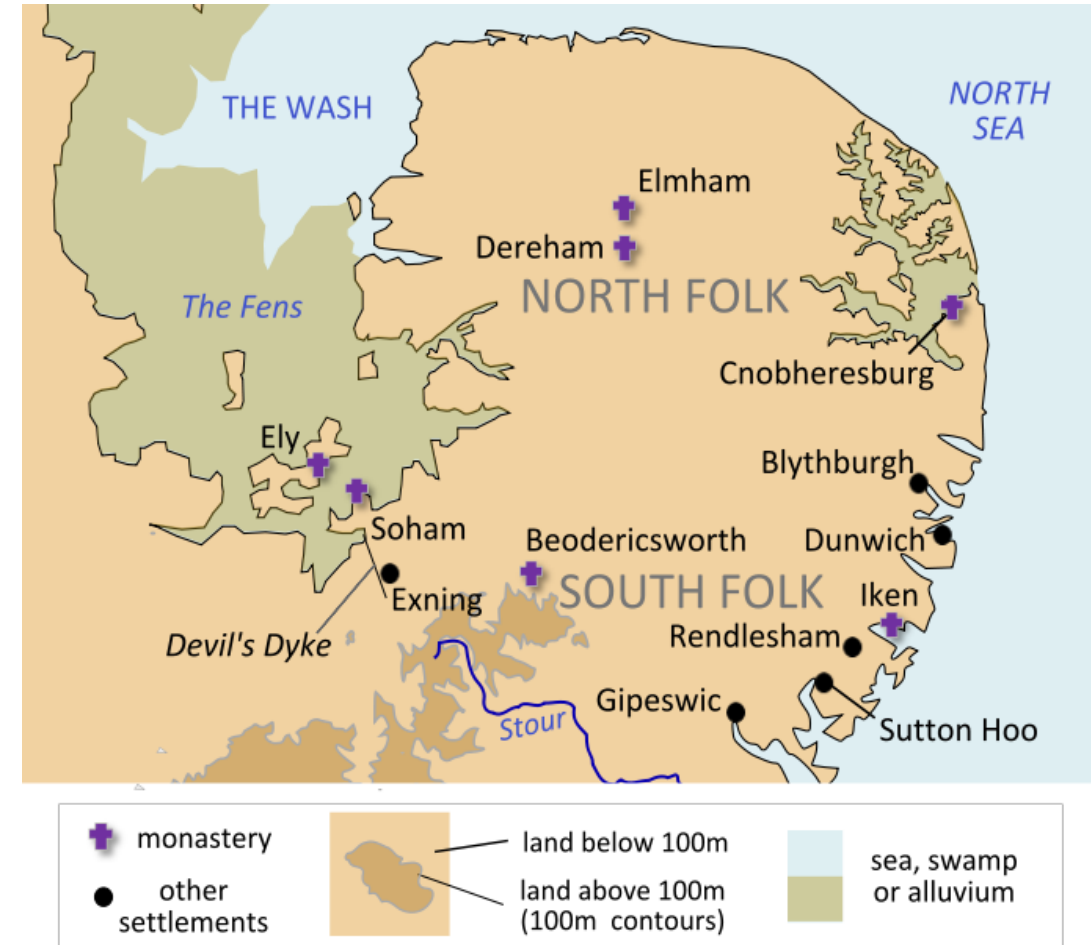 NORTH
SEA
THE WASH
Elmham
Dereham
NORTH FOLK
The Fens
Cnobheresburg
Ely
Blythburgh
Soham
Beodericsworth
Dunwich
Exning
SOUTH FOLK
Iken
Devil's Dyke
Rendlesham
Gipeswic
Stour
Sutton Hoo
monastery
other
settlements
land below 100m
land above 100m
(100m contours)
sea, swamp
or alluvium